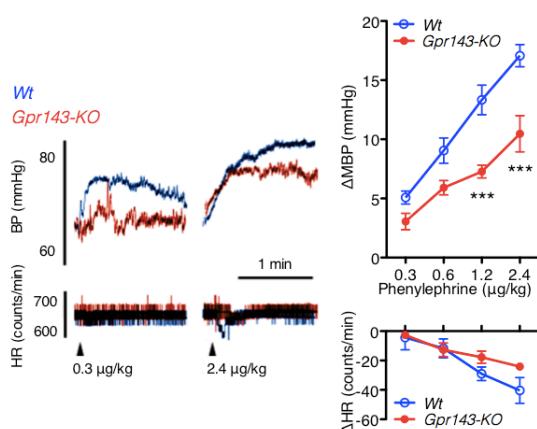 Wt
Gpr143-KO
80
60
BP (mmHg)
1 min
700
600
HR (counts/min)
0.3 µg/kg
2.4 µg/kg
20
15
10
5
0
ΔMBP (mmHg)
Wt
Gpr143-KO
***
***
0.3 0.6 1.2 2.4
Phenylephrine (µg/kg)
0
-20
-40
-60
ΔHR (counts/min)
Wt
Gpr143-KO